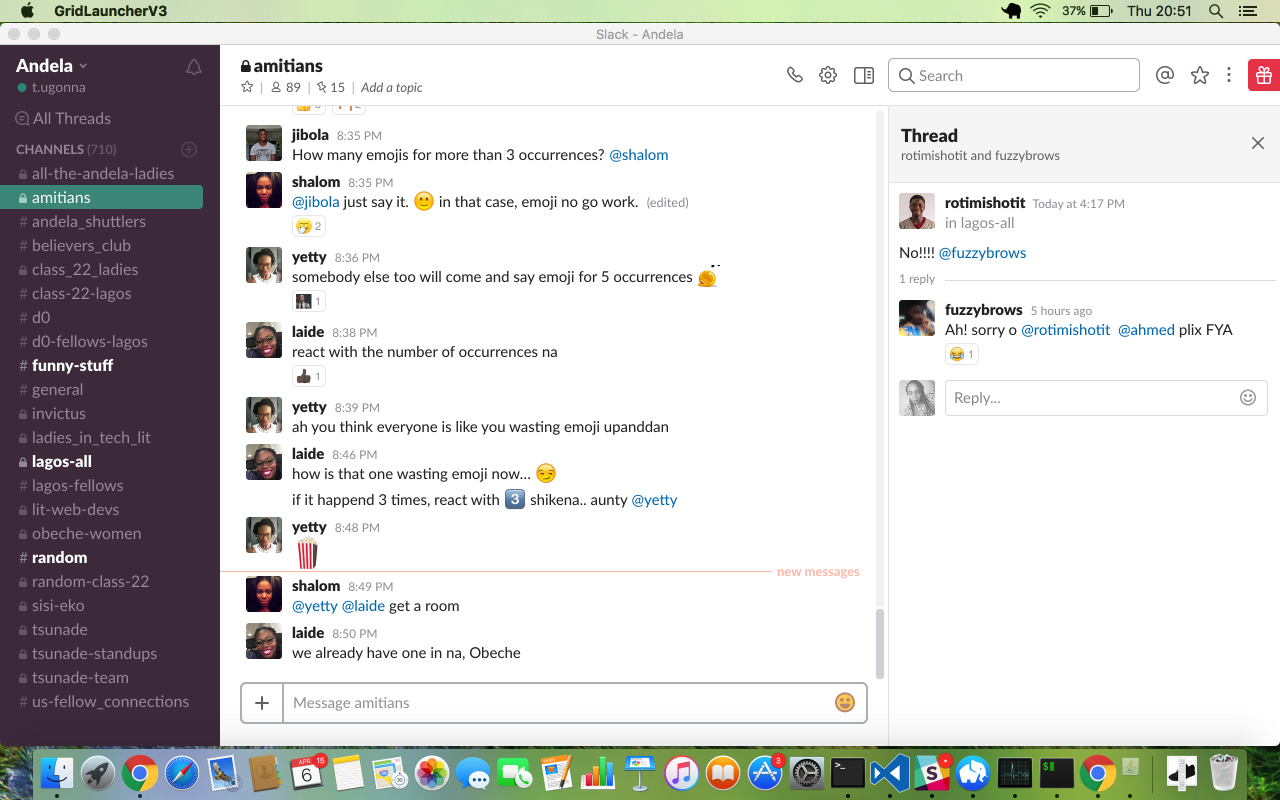 GridLauncherV3
37% Thu 20:51
Slack - Andela
Andela
t.ugonna
All Threads
CHANNELS (710)
all-the-andela-ladies
amitians
# andela_shuttlers
# believers_club
class_22_ladies
# class-22-lagos
# d0
# d0-fellows-lagos
# funny-stuff
# general
invictus
ladies_in_tech_lit
lagos-all
# lagos-fellows
lit-web-devs
obeche-women
# random
random-class-22
sisi-eko
tsunade
tsunade-standups
tsunade-team
# us-fellow_connections
amitians
89 | 15 | Add a topic
Search
jibola 8:35 PM
How many emojis for more than 3 occurrences? @shalom
shalom 8:35 PM
@jibola just say it. in that case, emoji no go work. (edited)
2
yetty 8:36 PM
somebody else too will come and say emoji for 5 occurrences
1
laide 8:38 PM
react with the number of occurrences na
1
yetty 8:39 PM
ah you think everyone is like you wasting emoji upanddan
laide 8:46 PM
how is that one wasting emoji now...
if it happend 3 times, react with 3 shikena.. aunty @yetty
yetty 8:48 PM
new messages
shalom 8:49 PM
@yetty @laide get a room
laide 8:50 PM
we already have one in na, Obeche
+ Message amitians
Thread
rotimishotit and fuzzybrows
rotimishotit Today at 4:17 PM
in lagos-all
No!!!! @fuzzybrows
1 reply
fuzzybrows 5 hours ago
Ah! sorry o @rotimishotit @ahmed plix FYA
1
Reply...
APR 15
6
3